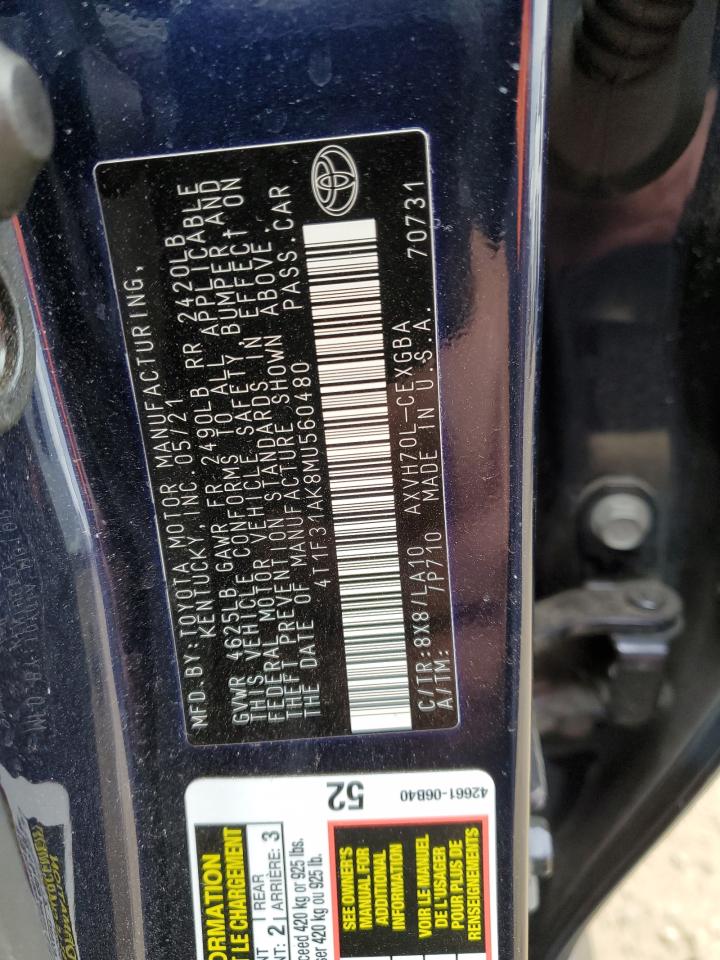 MFD. BY: TOYOTA MOTOR MANUFACTURING,
KENTUCKY, INC. 05/21
GVWR 4625LB GAWR FR 2490LB RR 2420LB
THIS VEHICLE CONFORMS TO ALL APPLICABLE
FEDERAL MOTOR VEHICLE SAFETY, BUMPER AND
THEFT PREVENTION STANDARDS IN EFFECT ON
THE DATE OF MANUFACTURE SHOWN ABOVE.
4T1F31AK8MU560480 PASS.CAR
C/TR:8X8/LA10 AXVH70L-CEXGBA
A/TM: /P710 MADE IN U.S.A. 70731
52
42661-06B40
ORMATION
T LE CHARGEMENT
NT: 2
REAR
ARRIÈRE: 3
ceed 420 kg or 925 lbs.
ser 420 kg ou 925 lb.
SEE OWNER'S
MANUAL FOR
ADDITIONAL
INFORMATION
VOIR LE MANUEL
DE L'USAGER
POUR PLUS DE
RENSEIGNEMENTS